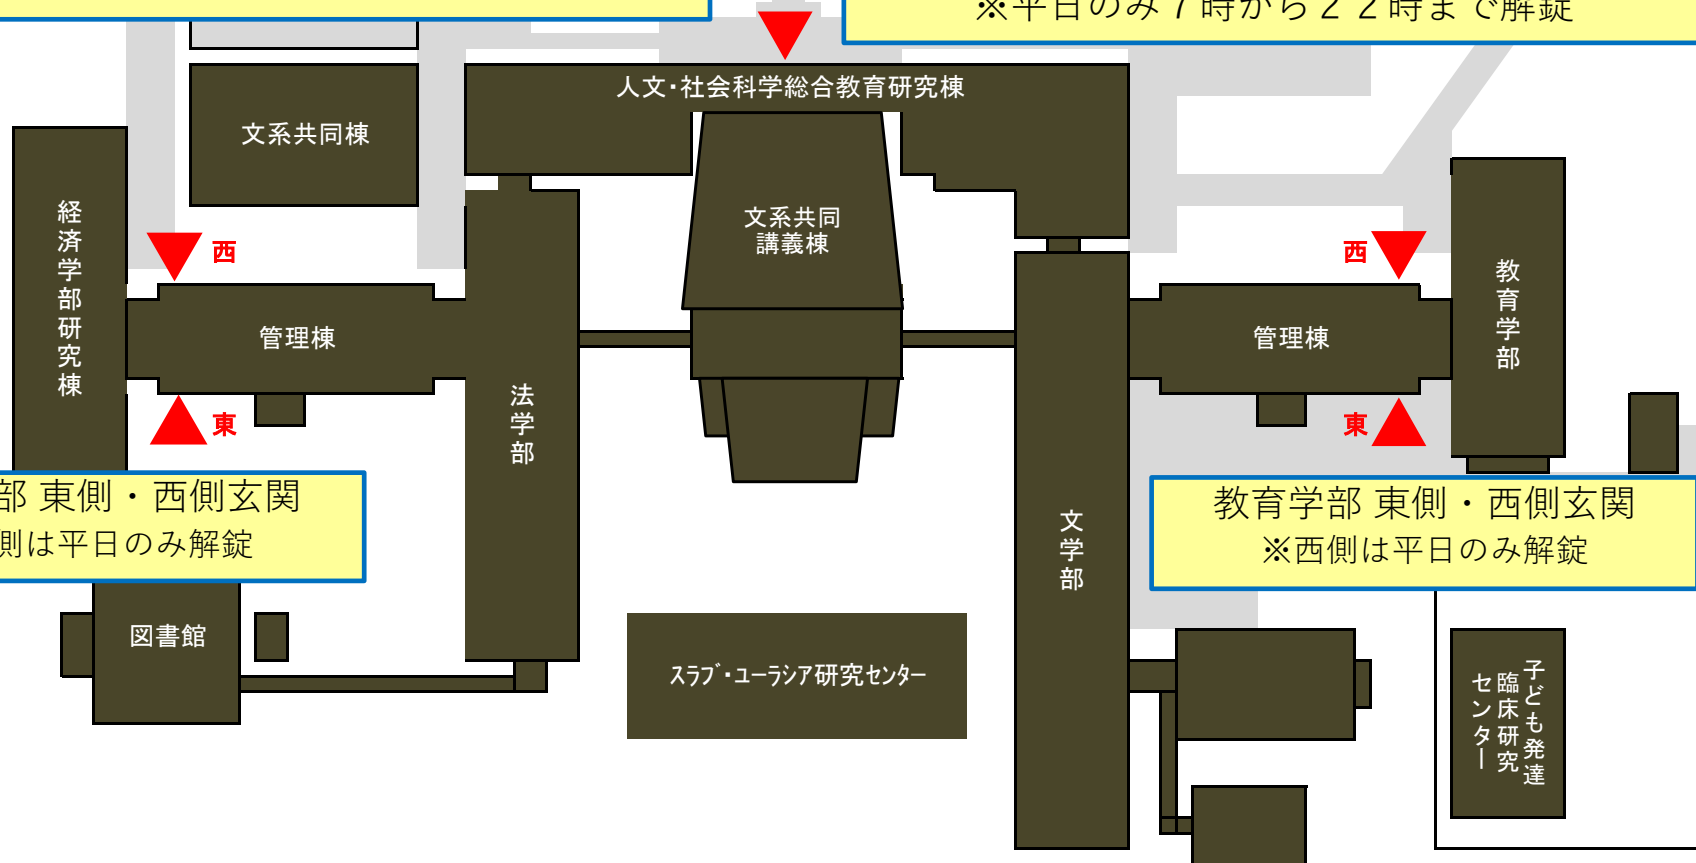 ※平日のみ７時から２２時まで解錠
人文・社会科学総合教育研究棟
文系共同棟
経済学部研究棟
文系共同
講義棟
西
西
教育学部
管理棟
管理棟
法学部
東
東
部 東側・西側玄関
側は平日のみ解錠
教育学部 東側・西側玄関
※西側は平日のみ解錠
文学部
図書館
スラブ・ユーラシア研究センター
子ども発達
臨床研究
センター